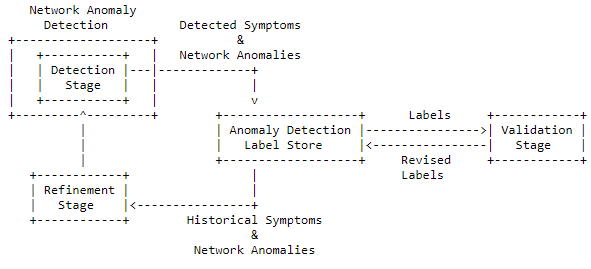 Network Anomaly
Detection
Detected Symptoms
&
Network Anomalies
Detection
Stage
Anomaly Detection
Label Store
Labels
Validation
Stage
Revised
Labels
Refinement
Stage
Historical Symptoms
&
Network Anomalies